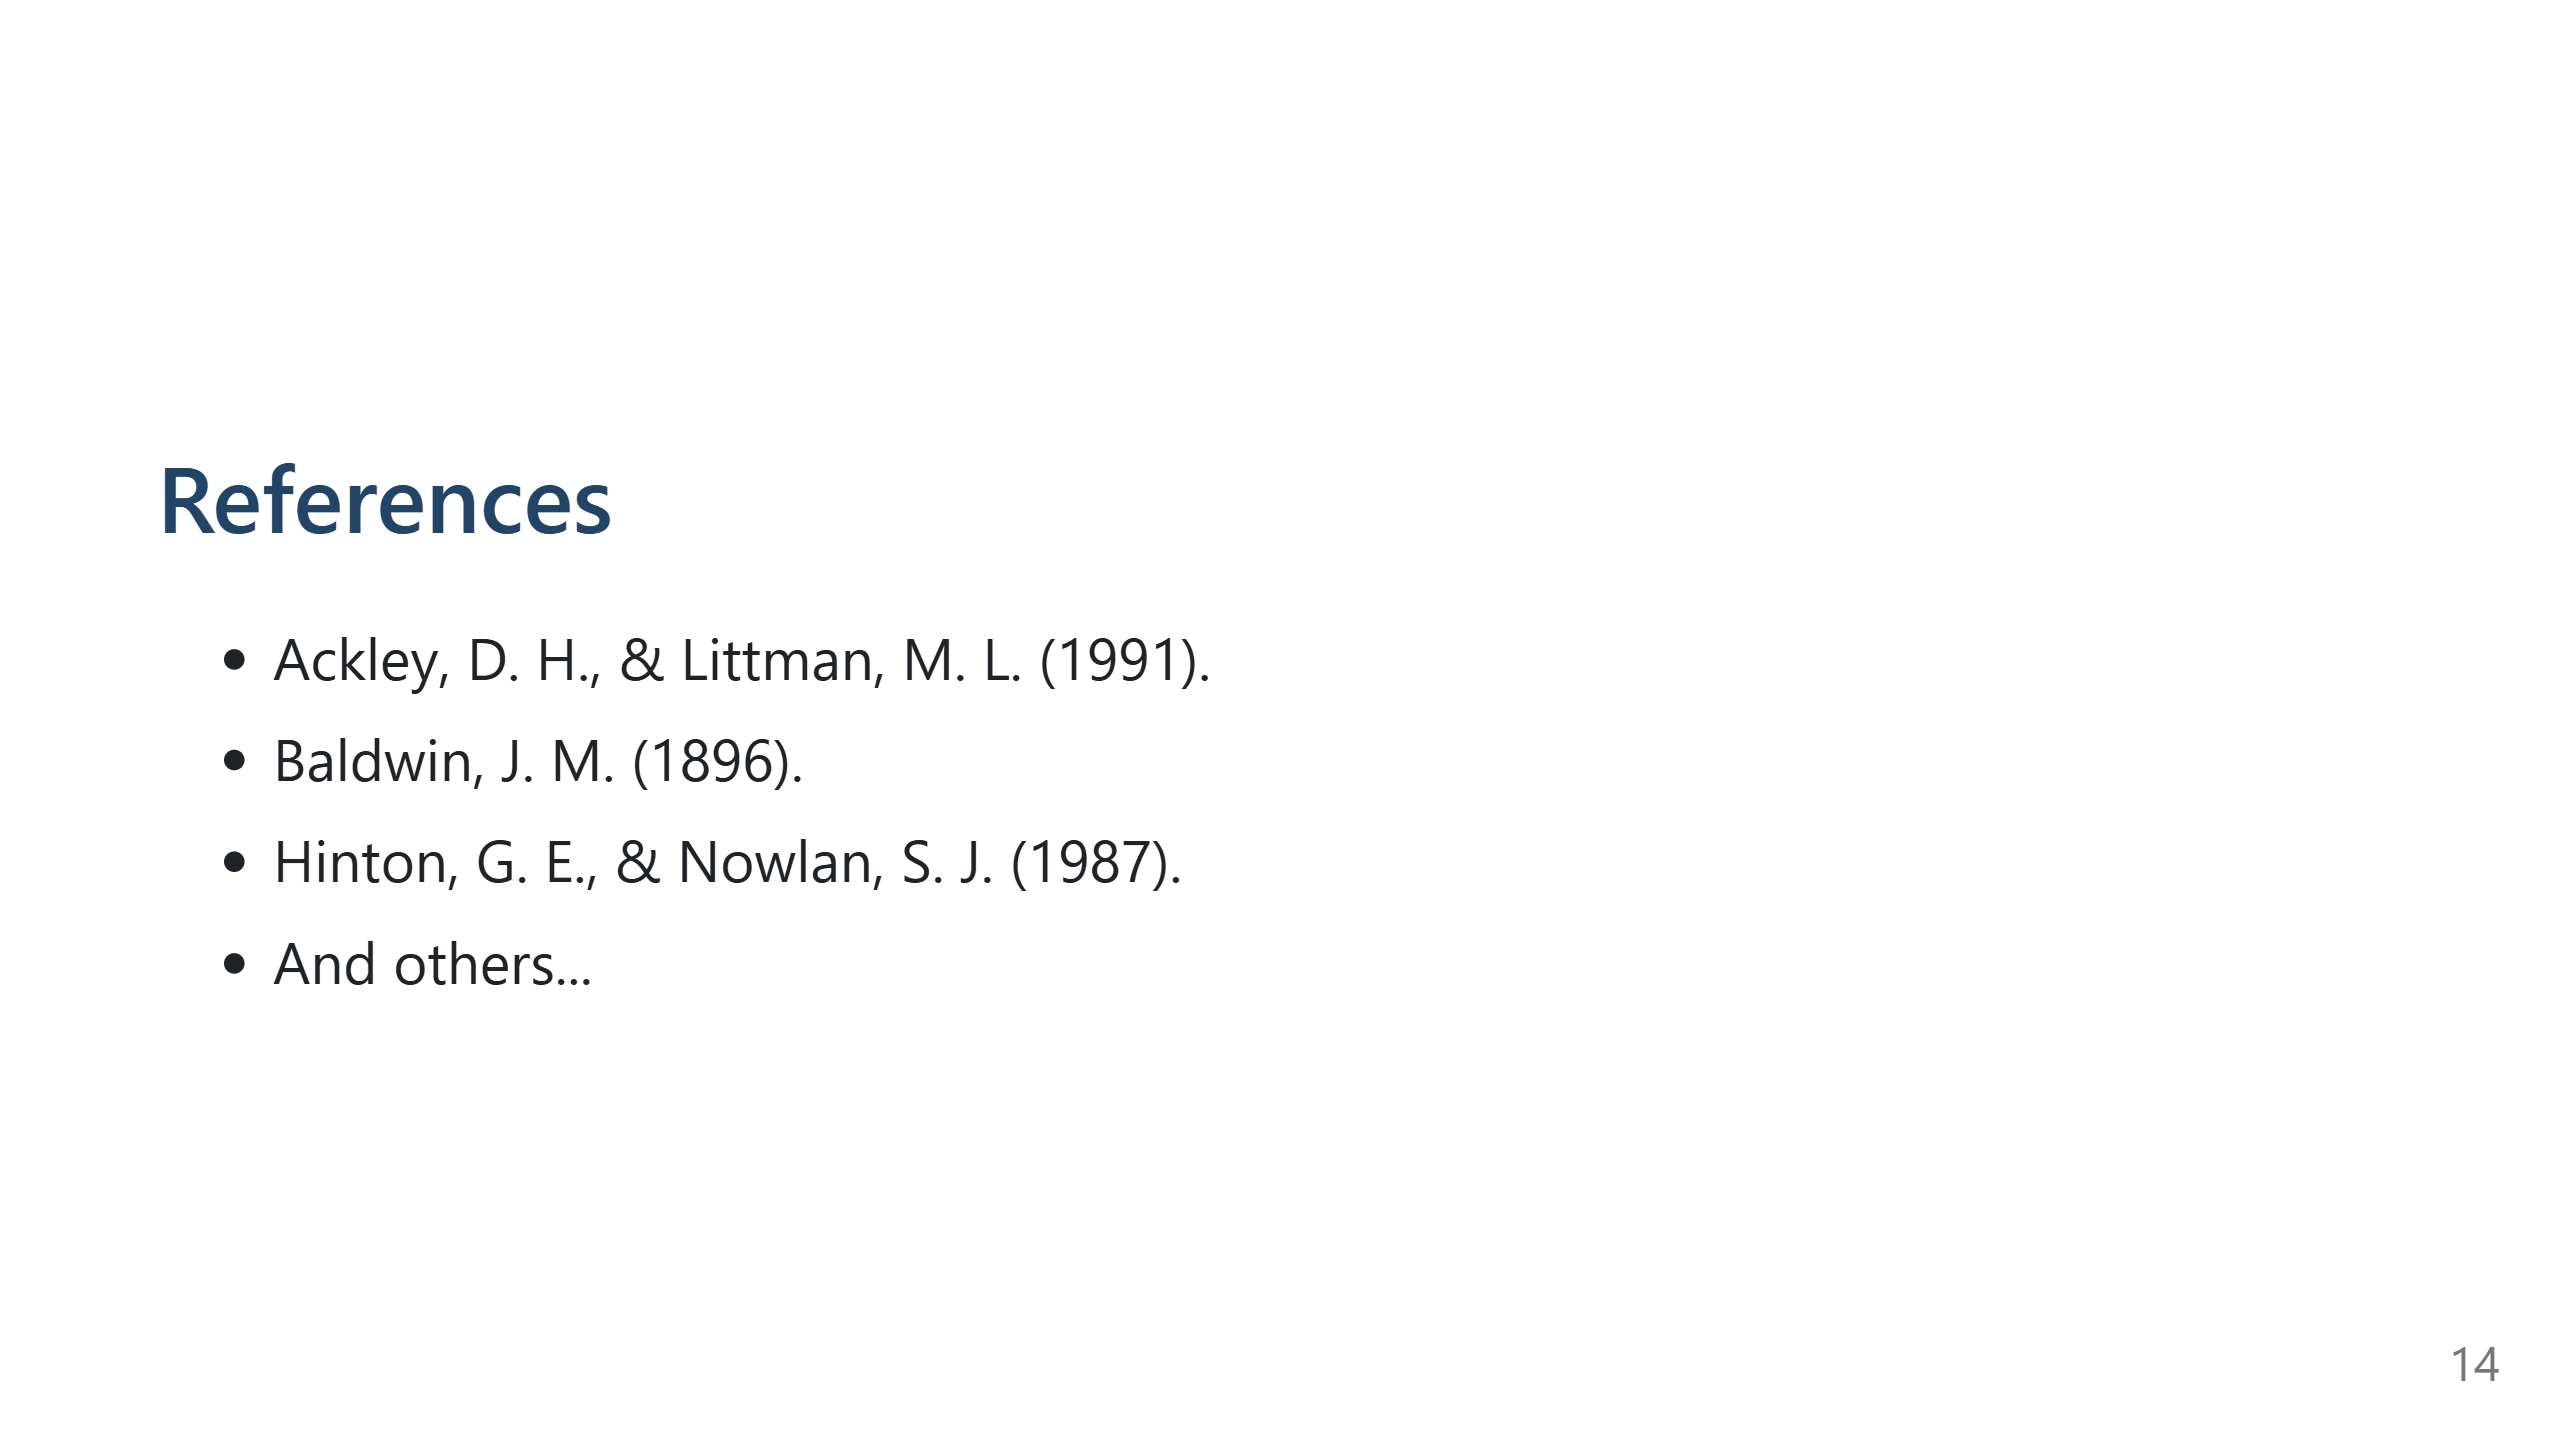 References
• Ackley, D. H., & Littman, M. L. (1991).
• Baldwin, J. M. (1896).
• Hinton, G. E., & Nowlan, S. J. (1987).
• And others...
14